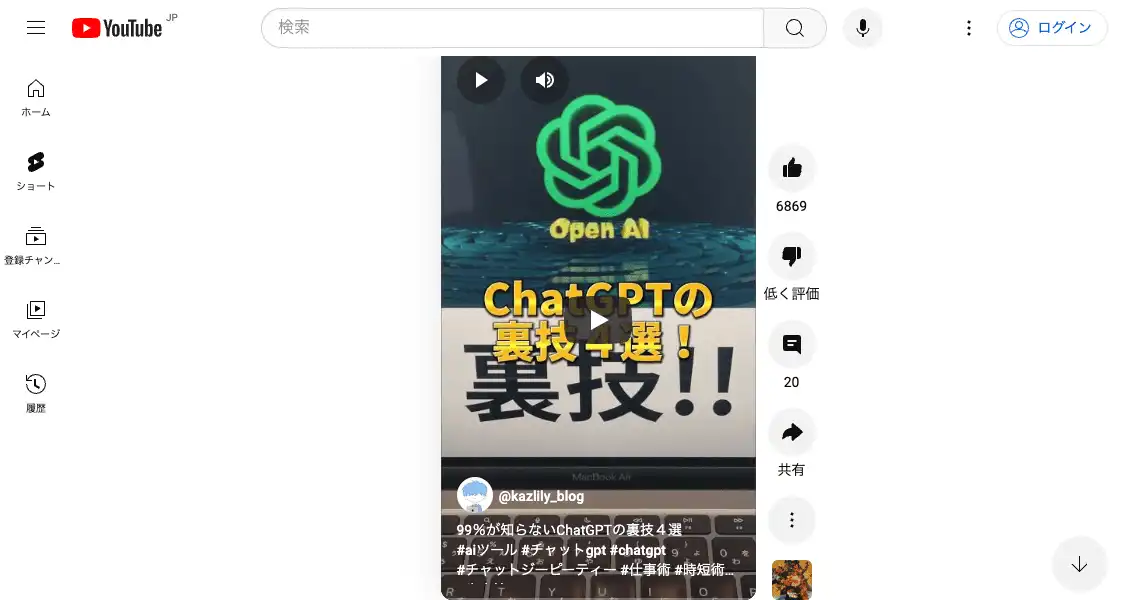 YouTube JP
検索
ログイン
ホーム
ショート
登録チャン...
マイページ
履歴
Open AI
ChatGPTの
裏技４選！
裏技!!
MacBook Air
@kazlily_blog
99%が知らないChatGPTの裏技４選
#aiツール #チャットgpt #chatgpt
#チャットジーピーティー #仕事術 #時短術...
R T Y U I O P
6869
低く評価
20
共有